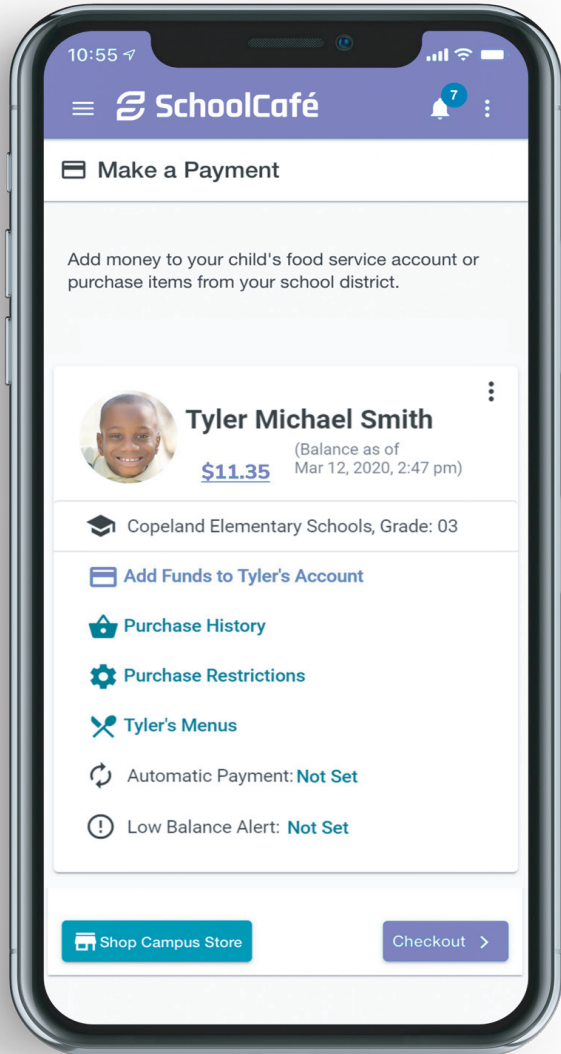 10:55
SchoolCafé
7
Make a Payment
Add money to your child's food service account or
purchase items from your school district.
Tyler Michael Smith
$11.35
(Balance as of
Mar 12, 2020, 2:47 pm)
Copeland Elementary Schools, Grade: 03
Add Funds to Tyler's Account
Purchase History
Purchase Restrictions
Tyler's Menus
Automatic Payment: Not Set
Low Balance Alert: Not Set
Shop Campus Store
Checkout